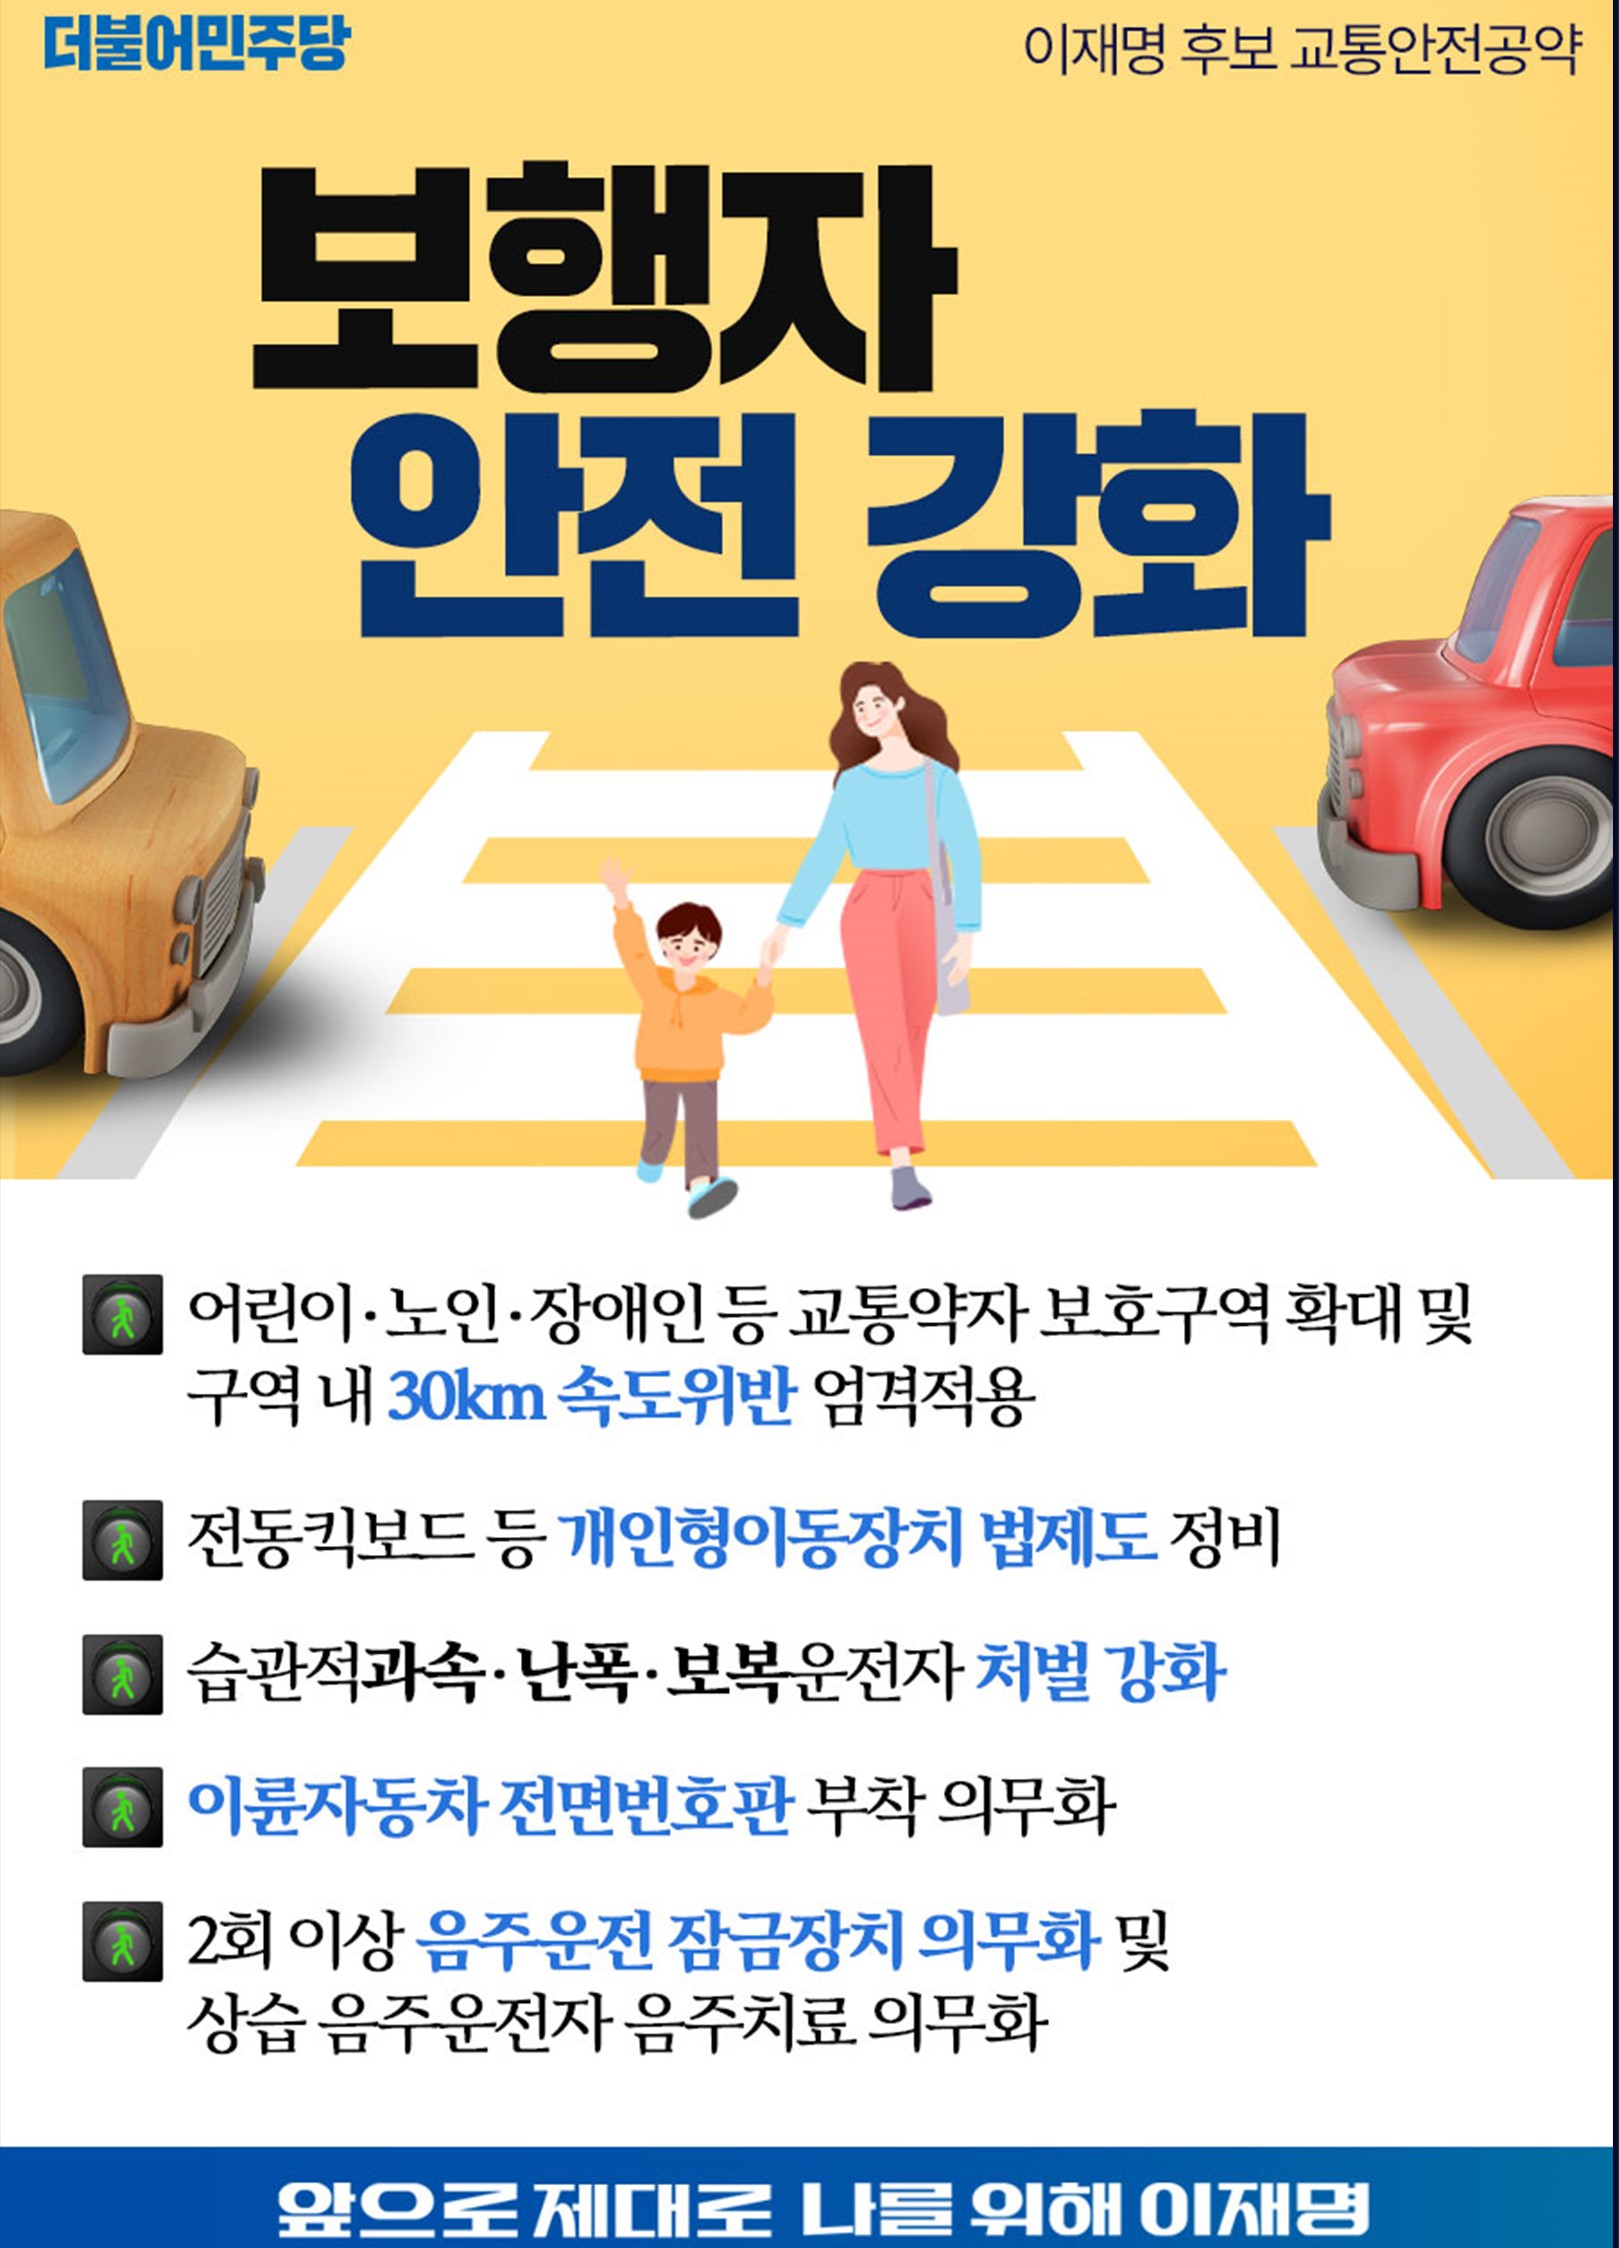 더불어민주당
이재명 후보 교통안전공약
보행자
안전 강화
어린이·노인·장애인 등 교통약자 보호구역 확대 및
구역 내 30km 속도위반 엄격적용
전동킥보드 등 개인형이동장치 법제도 정비
습관적과속·난폭·보복운전자 처벌 강화
이륜자동차 전면번호판 부착 의무화
2회 이상 음주운전 잠금장치 의무화 및
상습 음주운전자 음주치료 의무화
앞으로 제대로 나를 위해 이재명